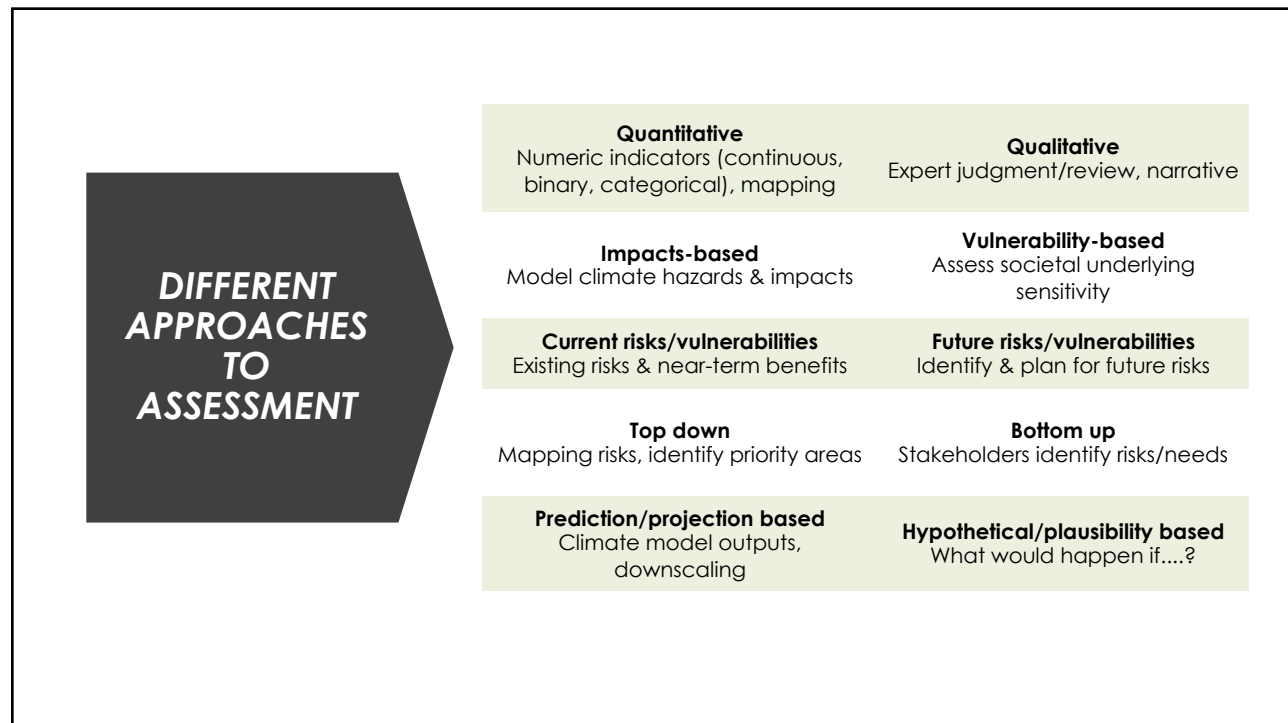 DIFFERENT
APPROACHES
TO
ASSESSMENT
Quantitative
Numeric indicators (continuous,
binary, categorical), mapping
Qualitative
Expert judgment/review, narrative
Impacts-based
Model climate hazards & impacts
Vulnerability-based
Assess societal underlying
sensitivity
Current risks/vulnerabilities
Existing risks & near-term benefits
Future risks/vulnerabilities
Identify & plan for future risks
Top down
Mapping risks, identify priority areas
Bottom up
Stakeholders identify risks/needs
Prediction/projection based
Climate model outputs,
downscaling
Hypothetical/plausibility based
What would happen if....?